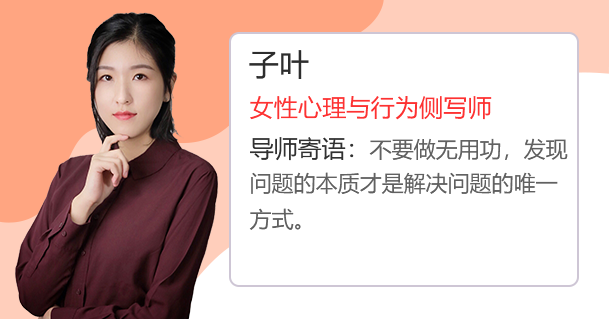 子叶
女性心理与行为侧写师
导师寄语：不要做无用功，发现
问题的本质才是解决问题的唯一
方式。